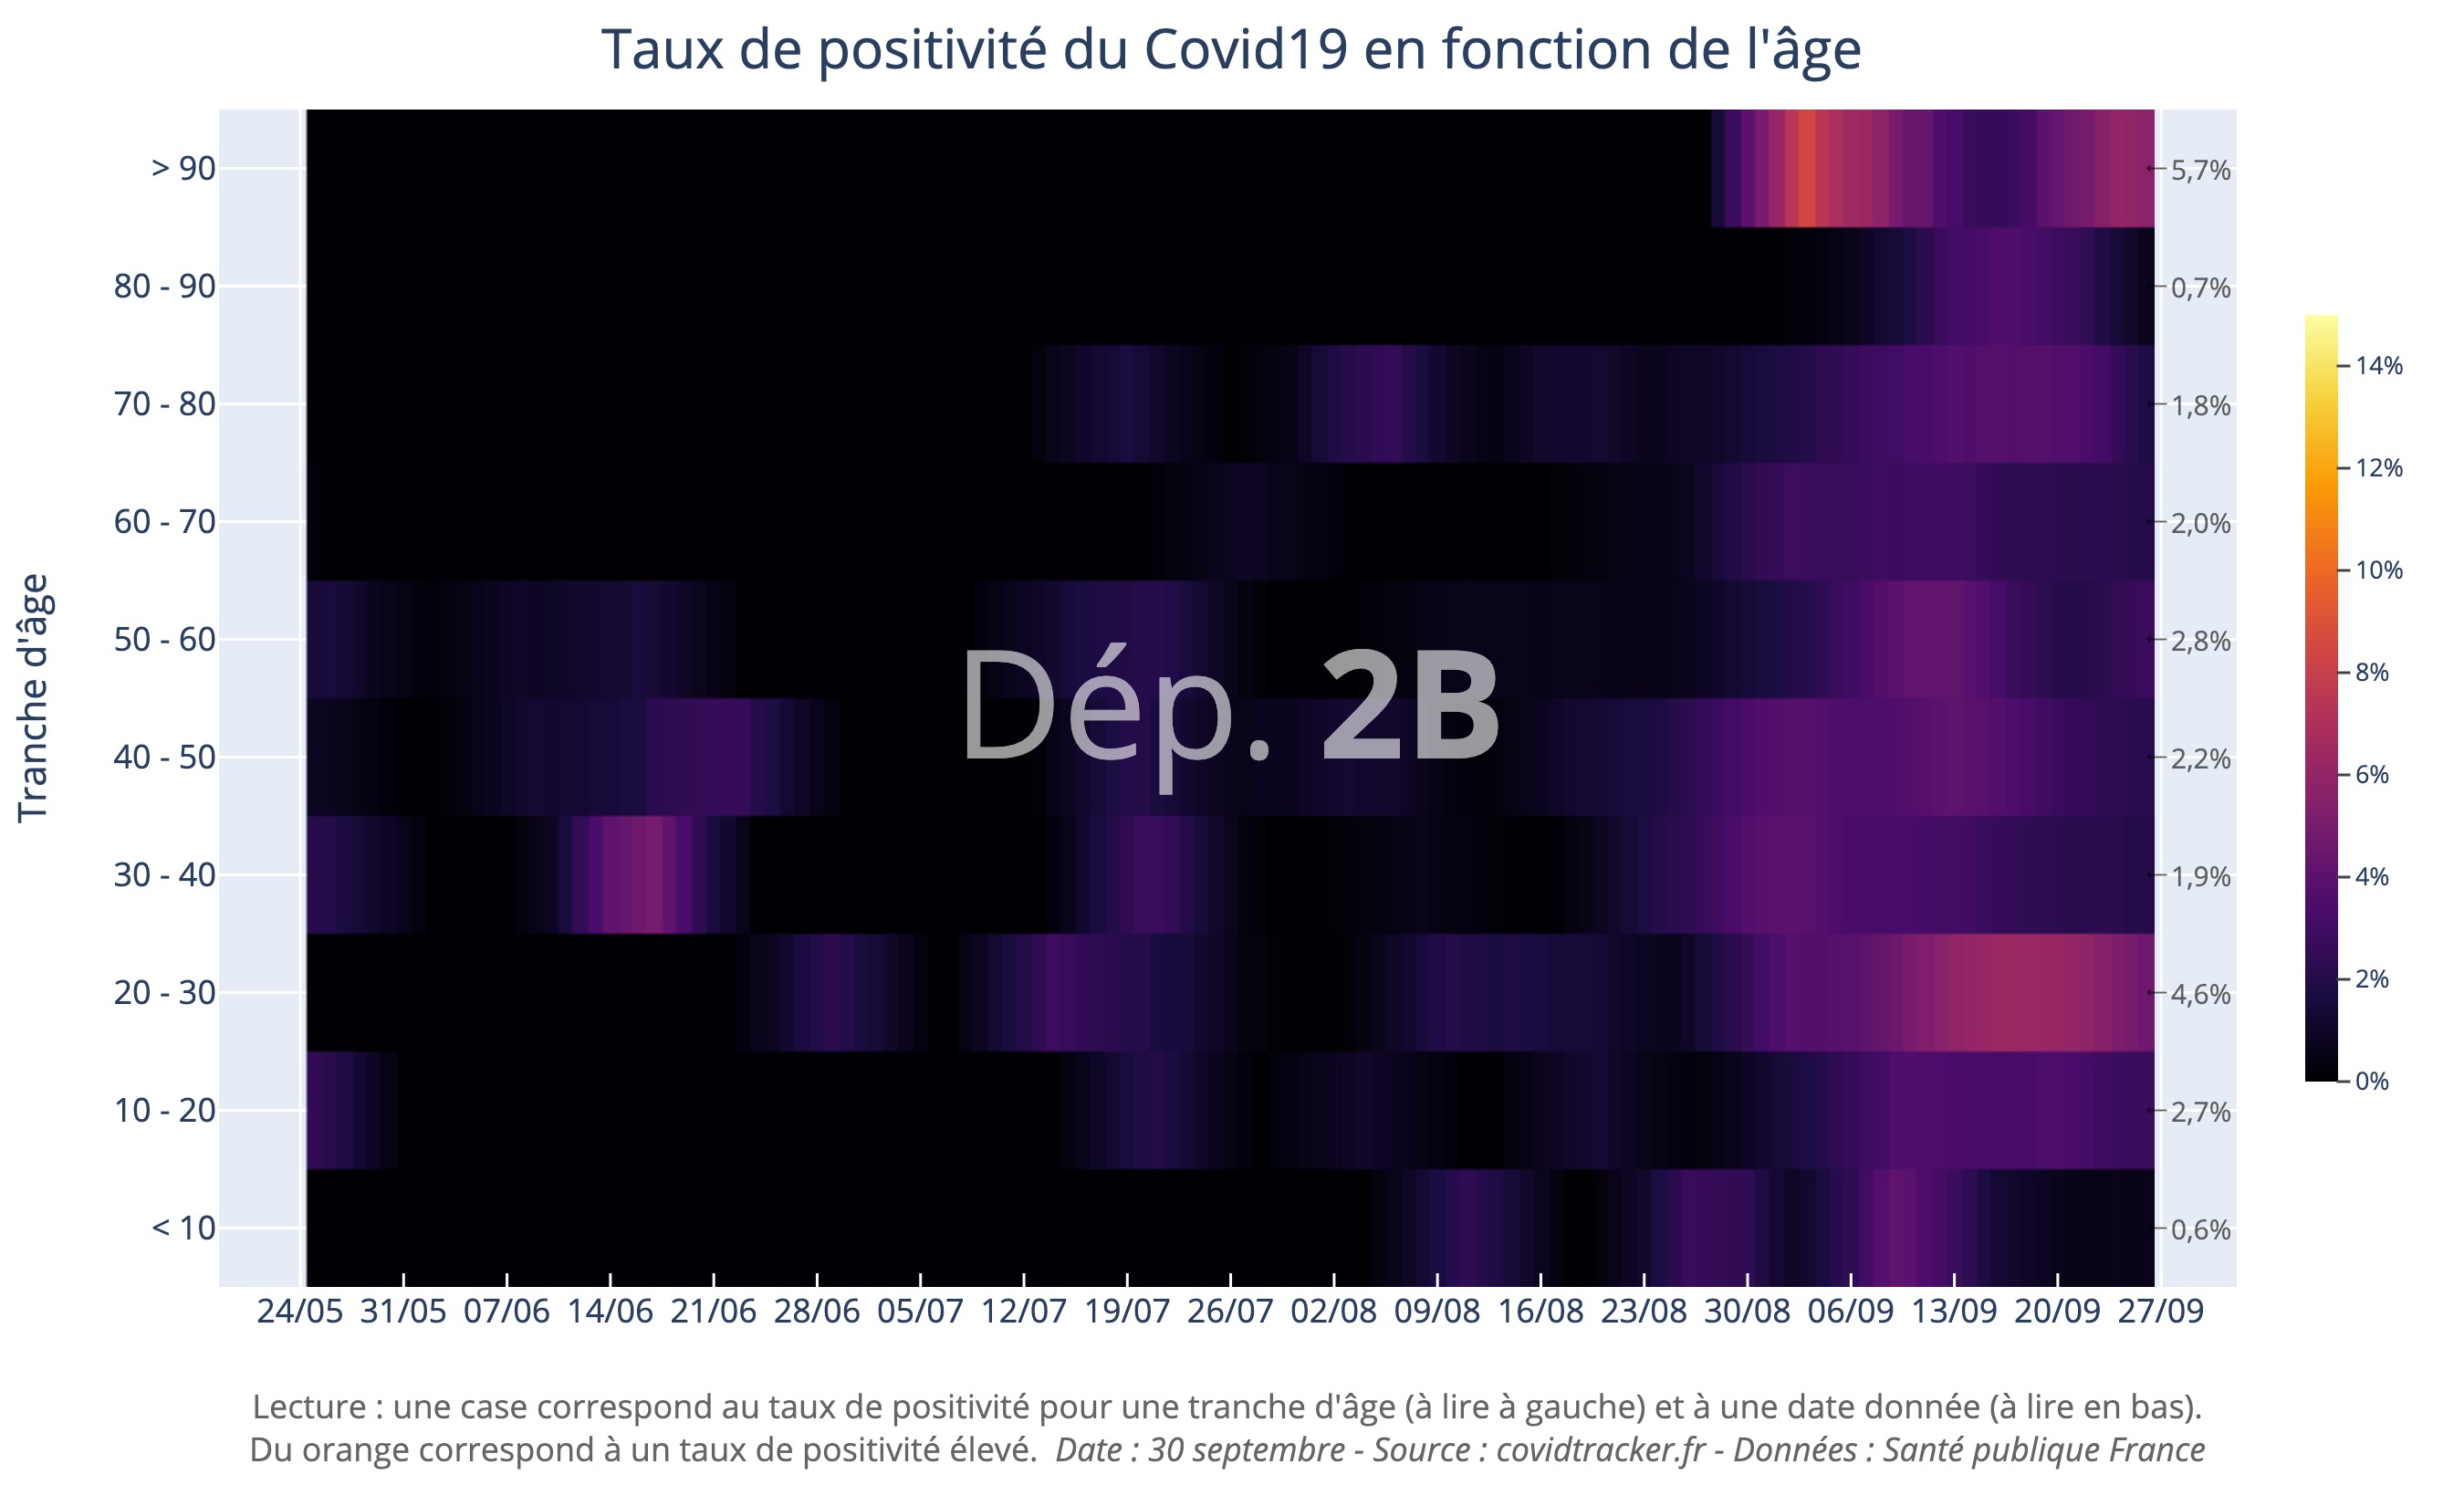 Taux de positivité du Covid19 en fonction de l'âge
Tranche d'âge
> 90
80 - 90
70 - 80
60 - 70
50 - 60
40 - 50
30 - 40
20 - 30
10 - 20
< 10
Dép. 2B
5,7%
0,7%
1,8%
2,0%
2,8%
2,2%
1,9%
4,6%
2,7%
0,6%
14%
12%
10%
8%
6%
4%
2%
0%
24/05 31/05 07/06 14/06 21/06 28/06 05/07 12/07 19/07 26/07 02/08 09/08 16/08 23/08 30/08 06/09 13/09 20/09 27/09
Lecture : une case correspond au taux de positivité pour une tranche d'âge (à lire à gauche) et à une date donnée (à lire en bas).
Du orange correspond à un taux de positivité élevé. Date : 30 septembre - Source : covidtracker.fr - Données : Santé publique France